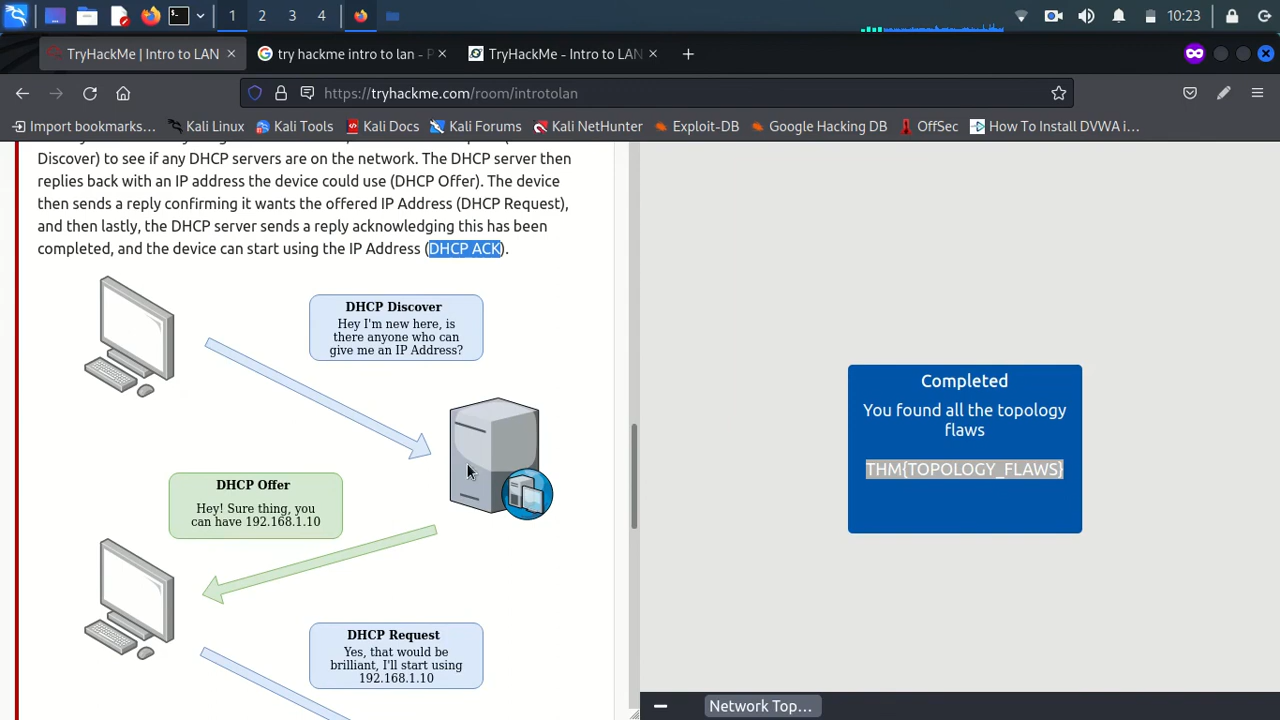 1
2
3
4
10:23
TryHackMe | Intro to LAN
try hackme intro to lan - P
TryHackMe - Intro to LAN
https://tryhackme.com/room/introtolan
Import bookmarks...
Kali Linux
Kali Tools
Kali Docs
Kali Forums
Kali NetHunter
Exploit-DB
Google Hacking DB
OffSec
How To Install DVWA i...
Discover) to see if any DHCP servers are on the network. The DHCP server then
replies back with an IP address the device could use (DHCP Offer). The device
then sends a reply confirming it wants the offered IP Address (DHCP Request),
and then lastly, the DHCP server sends a reply acknowledging this has been
completed, and the device can start using the IP Address (DHCP ACK).
DHCP Discover
Hey I'm new here, is
there anyone who can
give me an IP Address?
DHCP Offer
Hey! Sure thing, you
can have 192.168.1.10
DHCP Request
Yes, that would be
brilliant, I'll start using
192.168.1.10
Completed
You found all the topology
flaws
THM{TOPOLOGY_FLAWS}
Network Top...